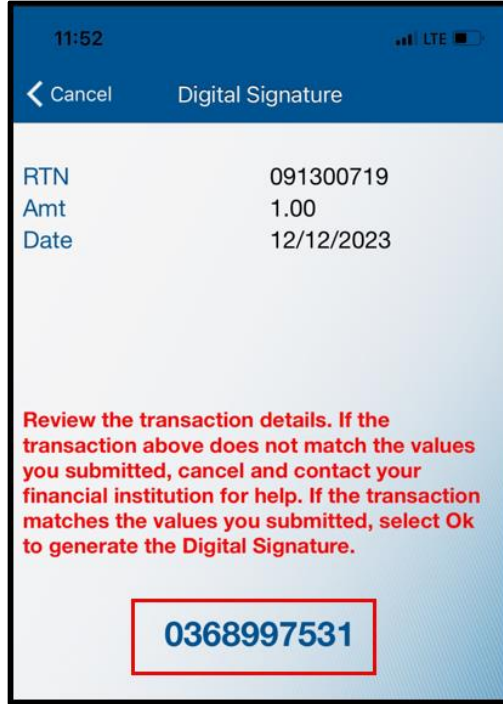 11:52 LTE
Cancel Digital Signature
RTN 091300719
Amt 1.00
Date 12/12/2023
Review the transaction details. If the
transaction above does not match the values
you submitted, cancel and contact your
financial institution for help. If the transaction
matches the values you submitted, select Ok
to generate the Digital Signature.
0368997531